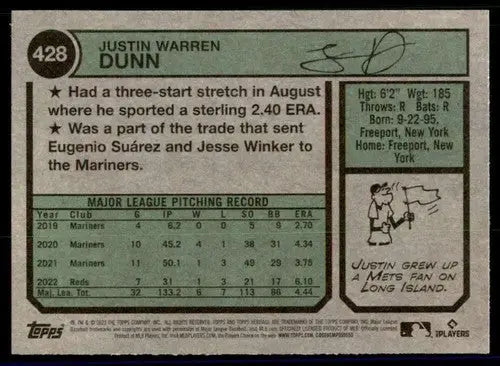 428
JUSTIN WARREN
DUNN
★ Had a three-start stretch in August
where he sported a sterling 2.40 ERA.
★ Was a part of the trade that sent
Eugenio Suárez and Jesse Winker to
the Mariners.
Hgt: 6'2" Wgt: 185
Throws: R Bats: R
Born: 9-22-95,
Freeport, New York
Home: Freeport, New
York
MAJOR LEAGUE PITCHING RECORD
Year Club G IP W L SO BB ERA
2019 Mariners 4 6.2 0 0 5 9 2.70
2020 Mariners 10 45.2 4 1 38 31 4.34
2021 Mariners 11 50.1 1 3 49 29 3.75
2022 Reds 7 31 1 3 21 17 6.10
Maj. Lea. Tot. 32 133.2 6 7 113 86 4.44
JUSTIN GREW UP
A METS FAN ON
LONG ISLAND.
TOPPS
PLAYERS